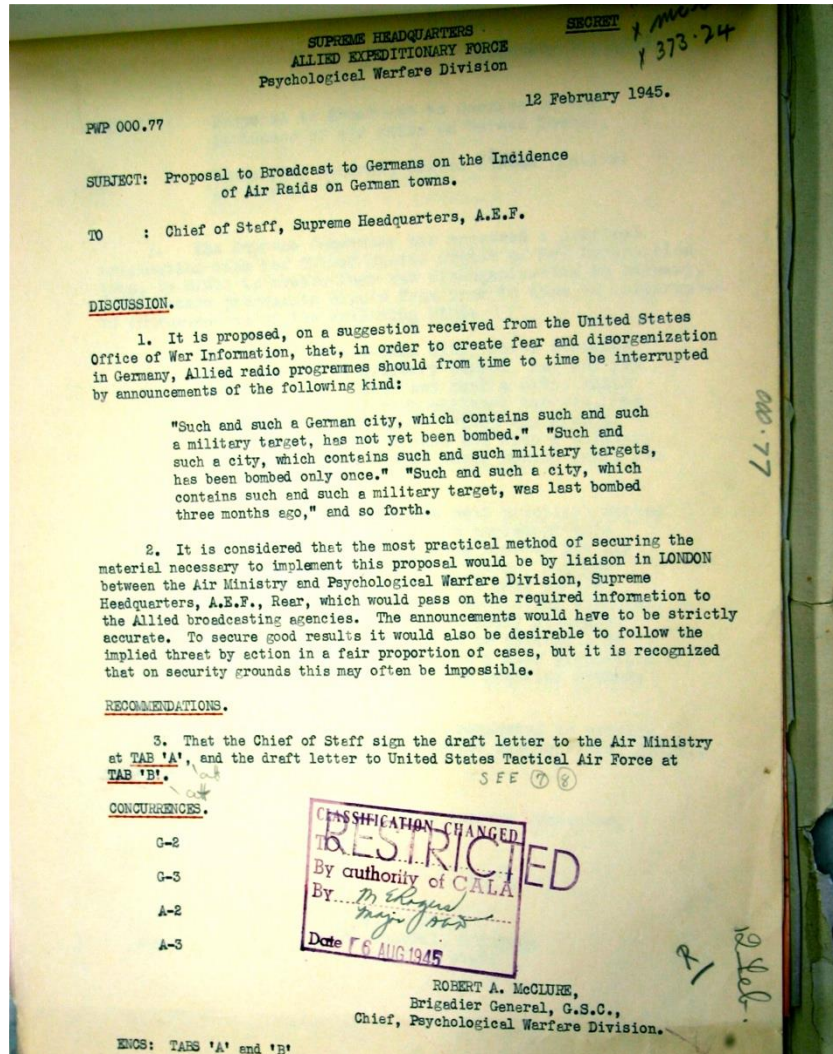 SECRET
X 373.24
SUPREME HEADQUARTERS
ALLIED EXPEDITIONARY FORCE
Psychological Warfare Division
12 February 1945.
PWP 000.77
SUBJECT: Proposal to Broadcast to Germans on the Incidence
of Air Raids on German towns.
TO : Chief of Staff, Supreme Headquarters, A.E.F.
DISCUSSION.
1. It is proposed, on a suggestion received from the United States
Office of War Information, that, in order to create fear and disorganization
in Germany, Allied radio programmes should from time to time be interrupted
by announcements of the following kind:
"Such and such a German city, which contains such and such
a military target, has not yet been bombed." "Such and
such a city, which contains such and such military targets,
has been bombed only once." "Such and such a city, which
contains such and such a military target, was last bombed
three months ago," and so forth.
000.77
2. It is considered that the most practical method of securing the
material necessary to implement this proposal would be by liaison in LONDON
between the Air Ministry and Psychological Warfare Division, Supreme
Headquarters, A.E.F., Rear, which would pass on the required information to
the Allied broadcasting agencies. The announcements would have to be strictly
accurate. To secure good results it would also be desirable to follow the
implied threat by action in a fair proportion of cases, but it is recognized
that on security grounds this may often be impossible.
RECOMMENDATIONS.
3. That the Chief of Staff sign the draft letter to the Air Ministry
at TAB 'A', and the draft letter to United States Tactical Air Force at
TAB 'B'.
att
SEE 7 8
att
CONCURRENCES.
G-2
G-3
A-2
A-3
CLASSIFICATION CHANGED
To RESTRICTED
By authority of CALA
By M E Rogers
Major AGD
Date 6 AUG 1945
12 Feb.
ROBERT A. McCLURE,
Brigadier General, G.S.C.,
Chief, Psychological Warfare Division.
ENCS: TABS 'A' and 'B'